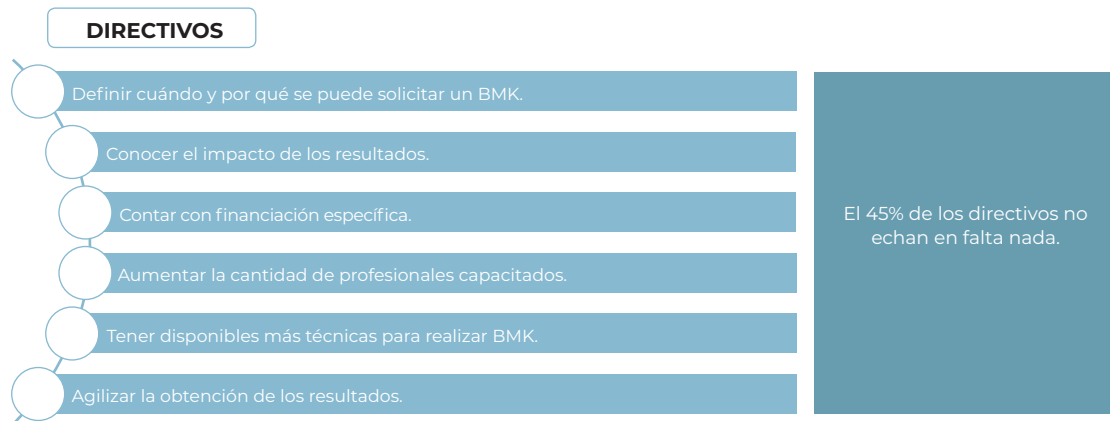 DIRECTIVOS
Definir cuándo y por qué se puede solicitar un BMK.
Conocer el impacto de los resultados.
Contar con financiación específica.
Aumentar la cantidad de profesionales capacitados.
Tener disponibles más técnicas para realizar BMK.
Agilizar la obtención de los resultados.
El 45% de los directivos no
echan en falta nada.